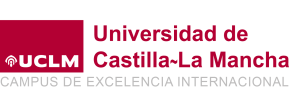 UCLM
Universidad de
Castilla~La Mancha
CAMPUS DE EXCELENCIA INTERNACIONAL